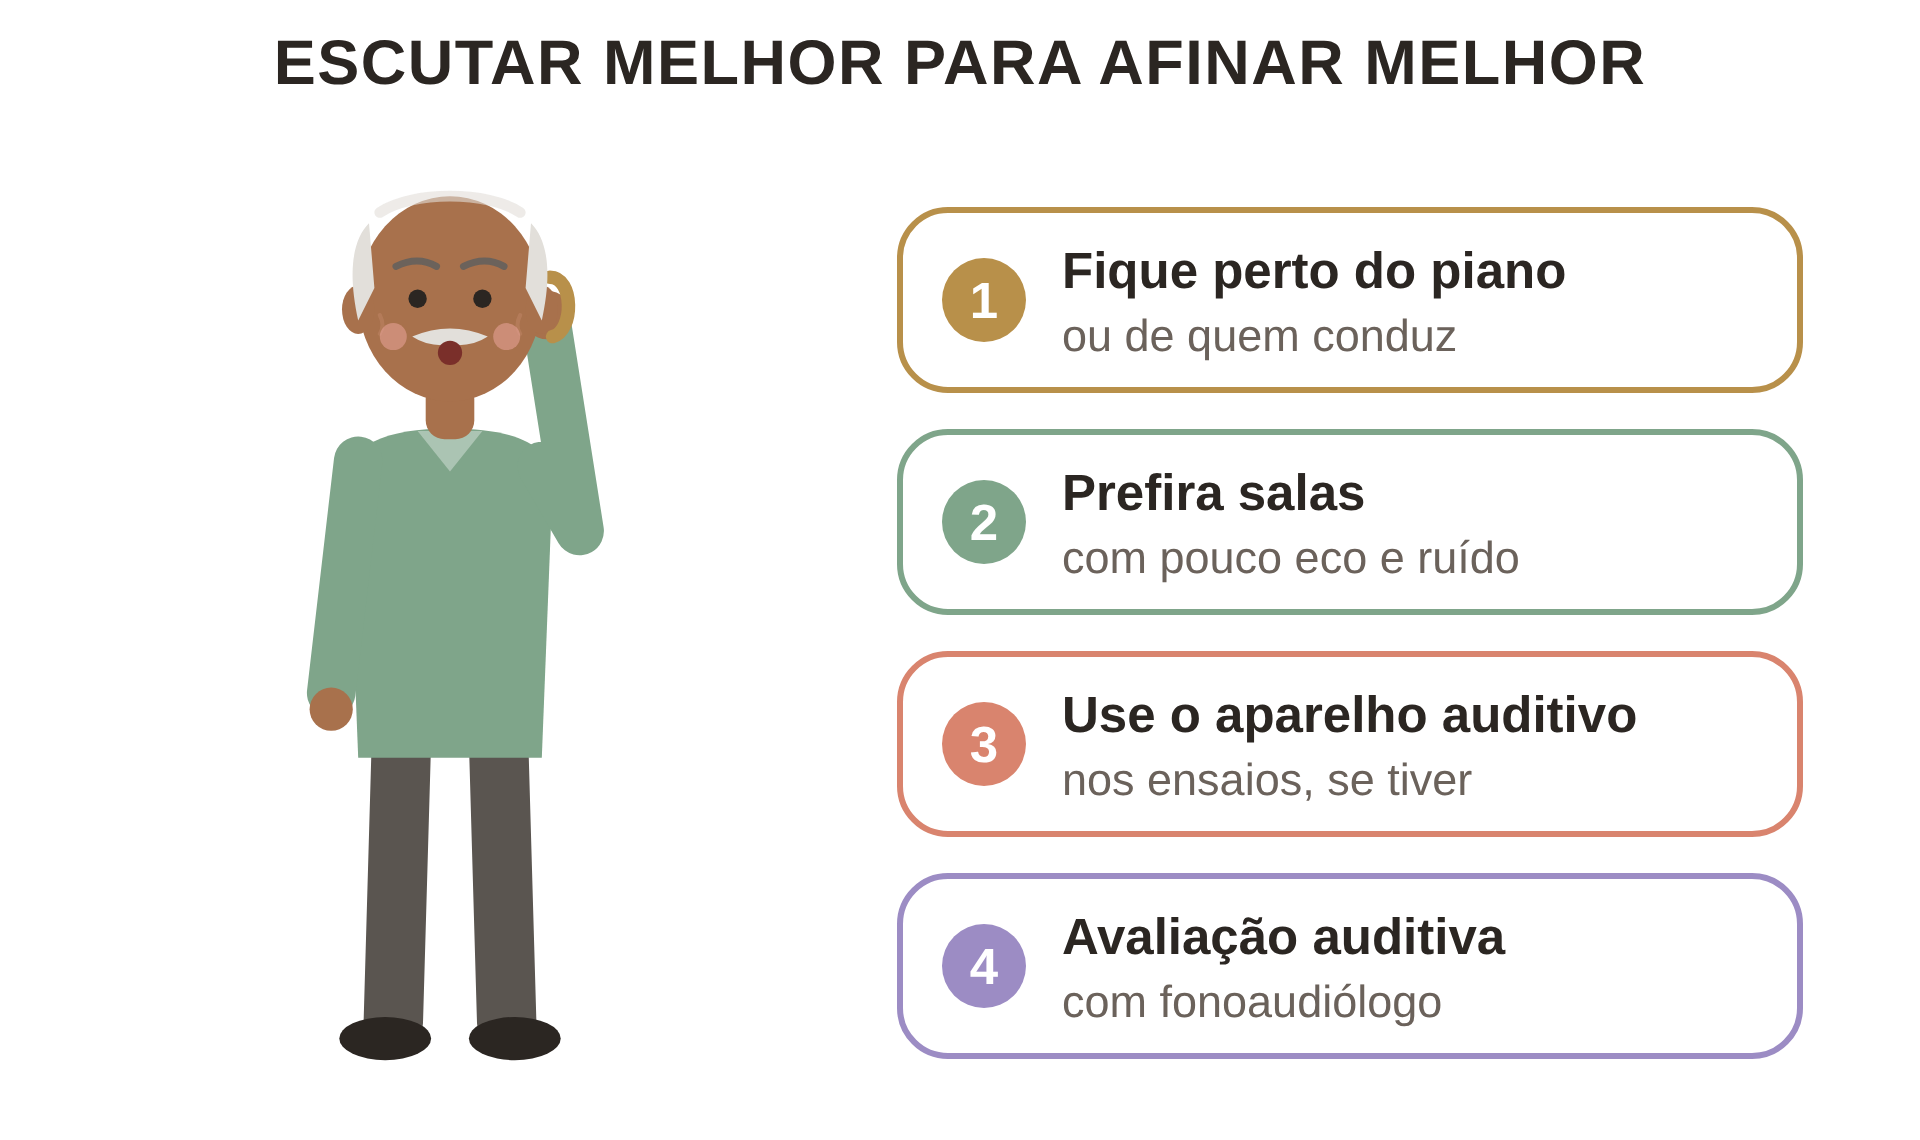 ESCUTAR MELHOR PARA AFINAR MELHOR
1
Fique perto do piano
ou de quem conduz
2
Prefira salas
com pouco eco e ruído
3
Use o aparelho auditivo
nos ensaios, se tiver
4
Avaliação auditiva
com fonoaudiólogo